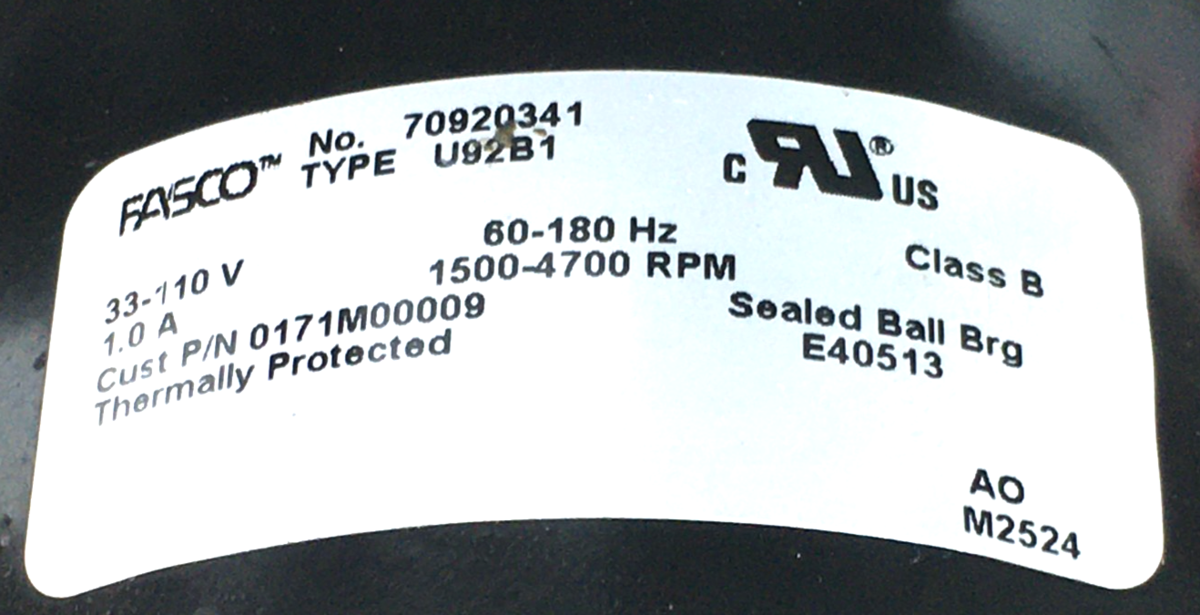 FASCO™ No. 70920341
TYPE U92B1
c RU® US
60-180 Hz
1500-4700 RPM
33-110 V
1.0 A
Cust P/N 0171M00009
Thermally Protected
Class B
Sealed Ball Brg
E40513
AO
M2524